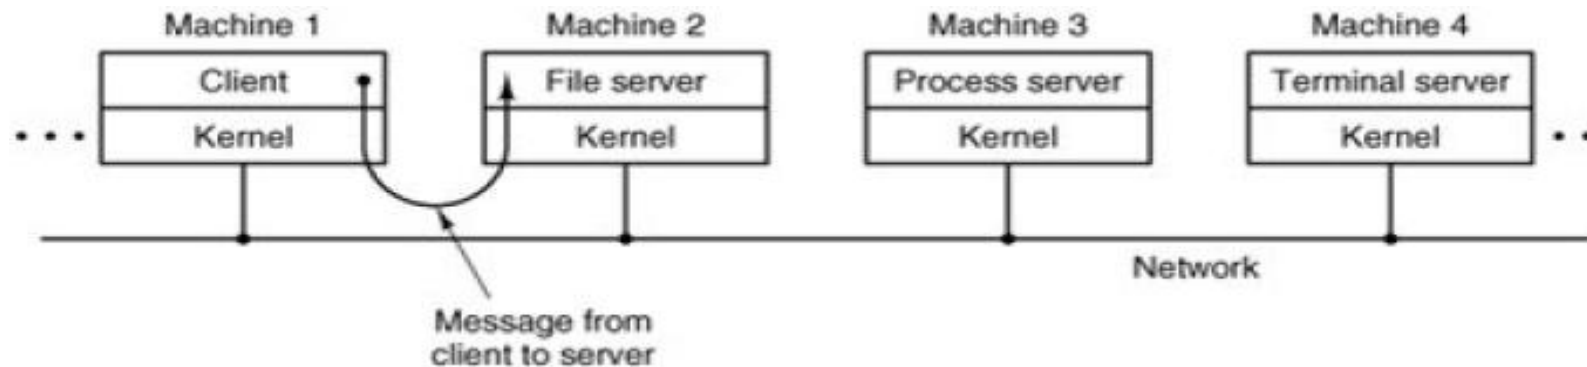 Machine 1 Machine 2 Machine 3 Machine 4
Client File server Process server Terminal server
Kernel Kernel Kernel Kernel
Network
Message from
client to server